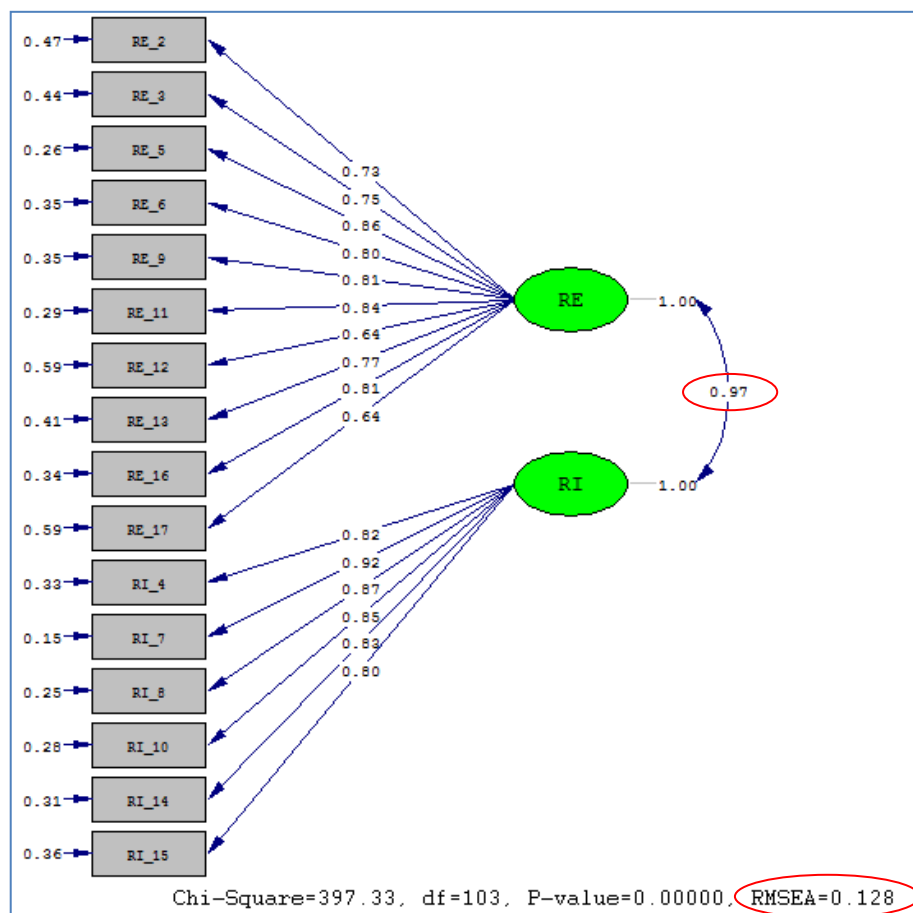 0.47 RE_2
0.44 RE_3
0.26 RE_5
0.35 RE_6
0.35 RE_9
0.29 RE_11
0.59 RE_12
0.41 RE_13
0.34 RE_16
0.59 RE_17
0.33 RI_4
0.15 RI_7
0.25 RI_8
0.28 RI_10
0.31 RI_14
0.36 RI_15
0.73
0.75
0.86
0.80
0.81
0.84
0.64
0.77
0.81
0.64
0.82
0.92
0.87
0.85
0.83
0.80
RE 1.00
0.97
RI 1.00
Chi-Square=397.33, df=103, P-value=0.00000, RMSEA=0.128